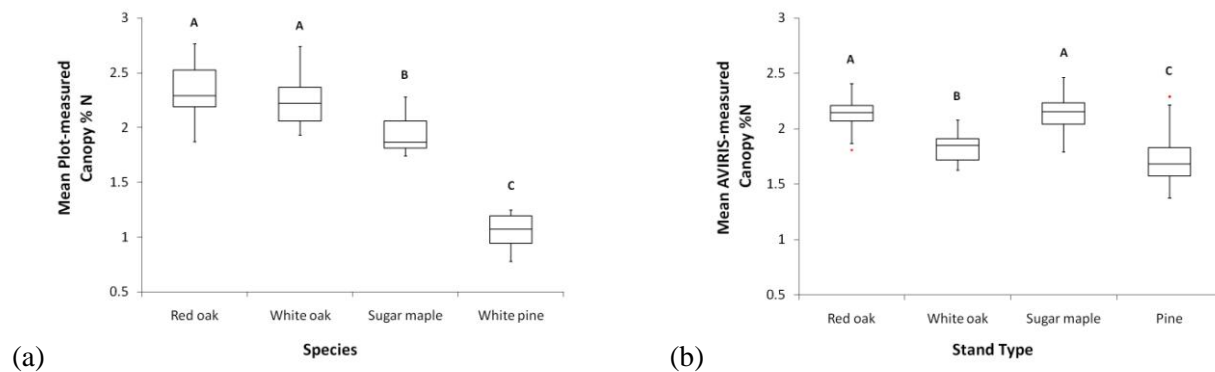 3
2.5
2
1.5
1
0.5
Mean Plot-measured
Canopy % N
A
A
B
C
Red oak
White oak
Sugar maple
White pine
Species
(a)
3
2.5
2
1.5
1
0.5
Mean AVIRIS-measured
Canopy %N
A
B
A
C
Red oak
White oak
Sugar maple
Pine
Stand Type
(b)